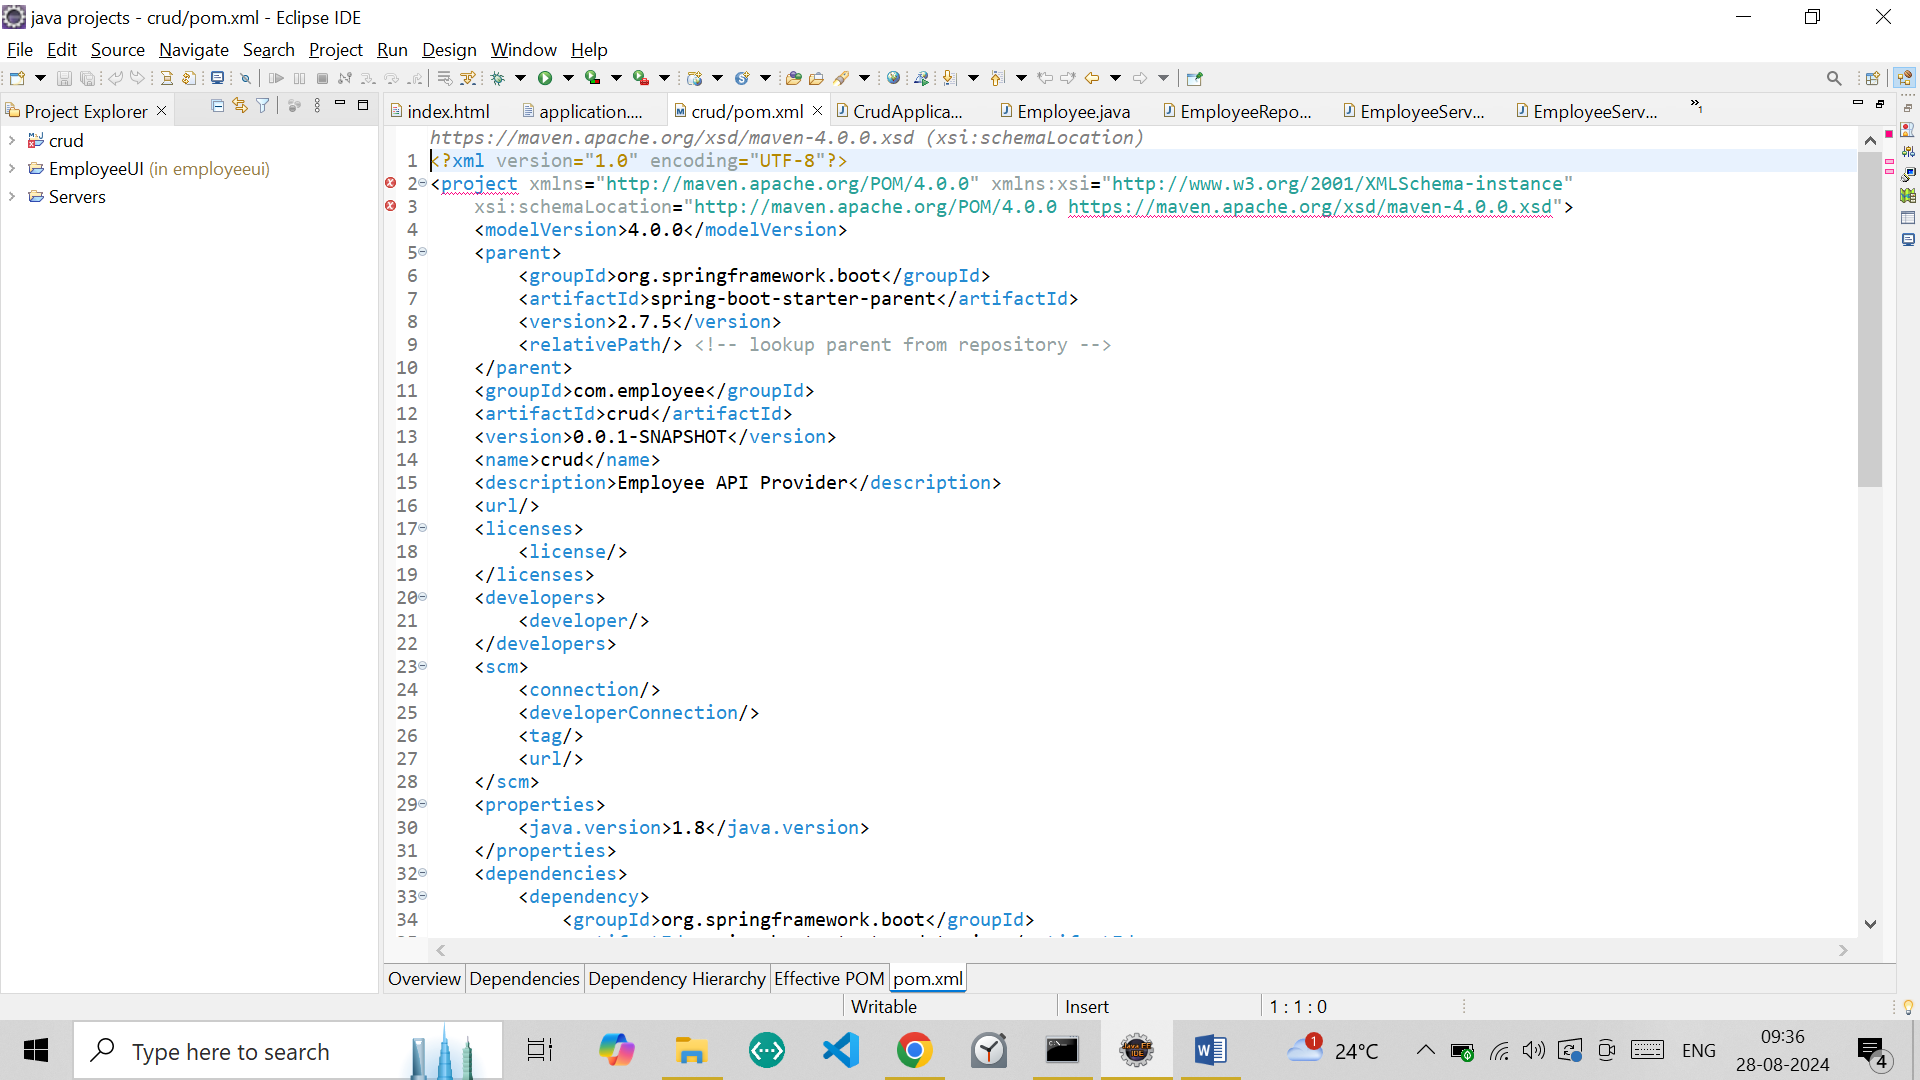 java projects - crud/pom.xml - Eclipse IDE
File Edit Source Navigate Search Project Run Design Window Help
Project Explorer
index.html application.... crud/pom.xml CrudApplica... Employee.java EmployeeRepo... EmployeeServ... EmployeeServ... »1
crud
EmployeeUI (in employeeui)
Servers
https://maven.apache.org/xsd/maven-4.0.0.xsd (xsi:schemaLocation)
1 <?xml version="1.0" encoding="UTF-8"?>
2 <project xmlns="http://maven.apache.org/POM/4.0.0" xmlns:xsi="http://www.w3.org/2001/XMLSchema-instance"
3 xsi:schemaLocation="http://maven.apache.org/POM/4.0.0 https://maven.apache.org/xsd/maven-4.0.0.xsd">
4 <modelVersion>4.0.0</modelVersion>
5 <parent>
6 <groupId>org.springframework.boot</groupId>
7 <artifactId>spring-boot-starter-parent</artifactId>
8 <version>2.7.5</version>
9 <relativePath/> <!-- lookup parent from repository -->
10 </parent>
11 <groupId>com.employee</groupId>
12 <artifactId>crud</artifactId>
13 <version>0.0.1-SNAPSHOT</version>
14 <name>crud</name>
15 <description>Employee API Provider</description>
16 <url/>
17 <licenses>
18 <license/>
19 </licenses>
20 <developers>
21 <developer/>
22 </developers>
23 <scm>
24 <connection/>
25 <developerConnection/>
26 <tag/>
27 <url/>
28 </scm>
29 <properties>
30 <java.version>1.8</java.version>
31 </properties>
32 <dependencies>
33 <dependency>
34 <groupId>org.springframework.boot</groupId>
Overview Dependencies Dependency Hierarchy Effective POM pom.xml
Writable Insert 1 : 1 : 0
Type here to search
1 24°C ENG
09:36
28-08-2024
4